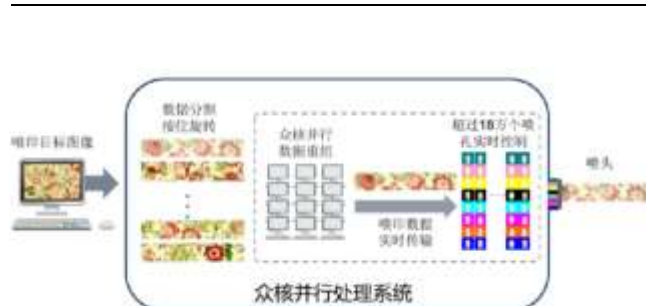 喷印目标图像
数据分割
按位旋转
众核并行
数据重组
喷印数据
实时传输
超过18万个喷
孔实时控制
喷头
众核并行处理系统